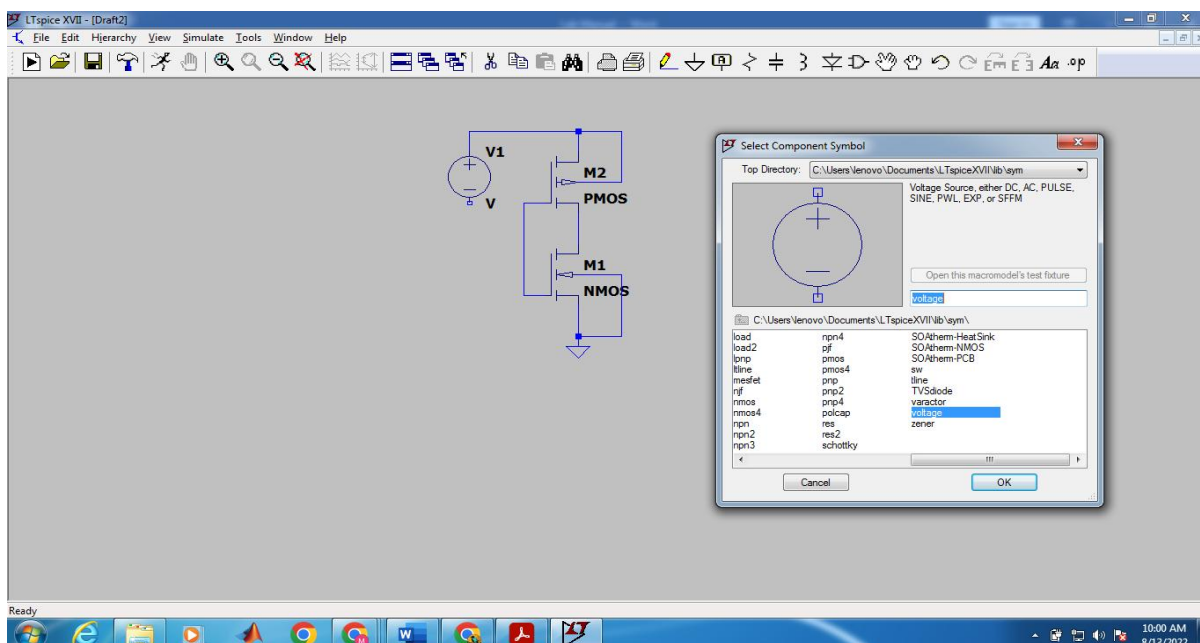 LTspice XVII - [Draft2]
File Edit Hierarchy View Simulate Tools Window Help
Aa .op
V1
V
M2
PMOS
M1
NMOS
Select Component Symbol
Top Directory: C:\Users\lenovo\Documents\LTspiceXVII\lib\sym
Voltage Source, either DC, AC, PULSE,
SINE, PWL, EXP, or SFFM
Open this macromodel's test fixture
voltage
C:\Users\lenovo\Documents\LTspiceXVII\lib\sym\
load npn4 SOAtherm-HeatSink
load2 pjf SOAtherm-NMOS
lpnp pmos SOAtherm-PCB
ltline pmos4 sw
mesfet pnp tline
njf pnp2 TVSdiode
nmos pnp4 varactor
nmos4 polcap voltage
npn res zener
npn2 res2
npn3 schottky
Cancel OK
Ready
10:00 AM